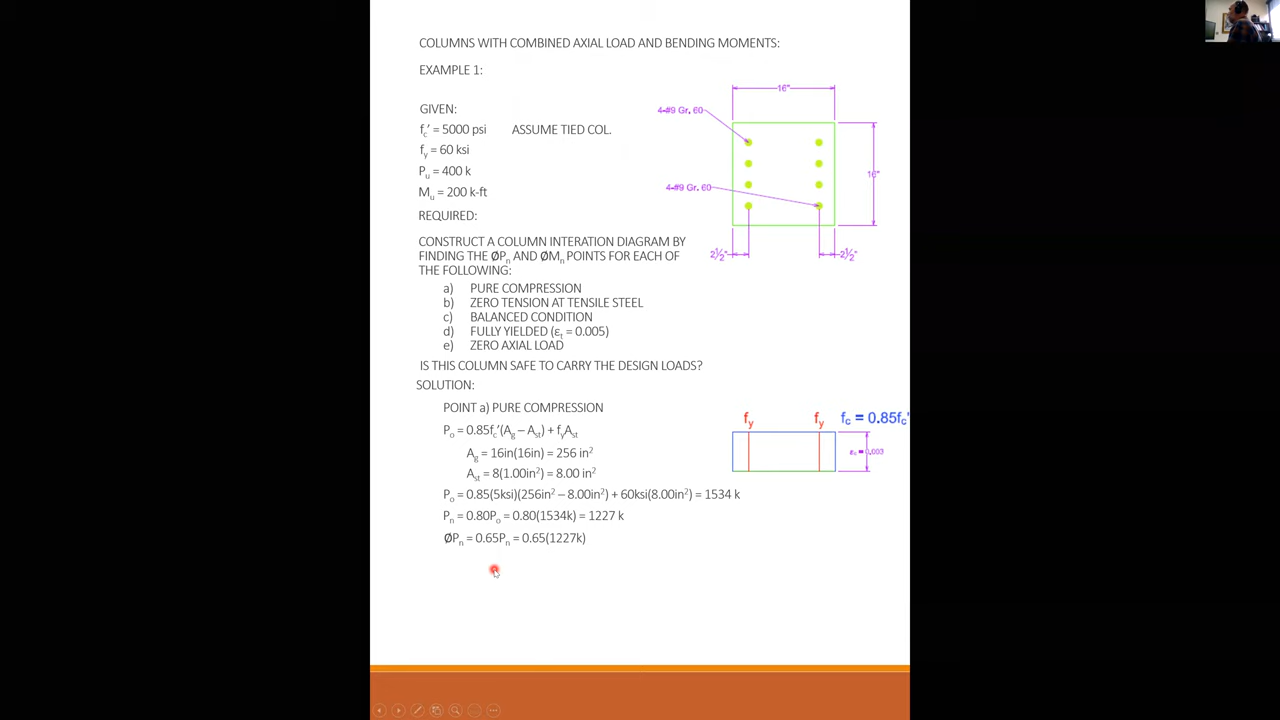 COLUMNS WITH COMBINED AXIAL LOAD AND BENDING MOMENTS:
EXAMPLE 1:
GIVEN:
fc' = 5000 psi ASSUME TIED COL.
fy = 60 ksi
Pu = 400 k
Mu = 200 k-ft
REQUIRED:
CONSTRUCT A COLUMN INTERATION DIAGRAM BY
FINDING THE ØPn AND ØMn POINTS FOR EACH OF
THE FOLLOWING:
a) PURE COMPRESSION
b) ZERO TENSION AT TENSILE STEEL
c) BALANCED CONDITION
d) FULLY YIELDED (εt = 0.005)
e) ZERO AXIAL LOAD
IS THIS COLUMN SAFE TO CARRY THE DESIGN LOADS?
SOLUTION:
POINT a) PURE COMPRESSION
Po = 0.85fc'(Ag – Ast) + fyAst
Ag = 16in(16in) = 256 in²
Ast = 8(1.00in²) = 8.00 in²
Po = 0.85(5ksi)(256in² – 8.00in²) + 60ksi(8.00in²) = 1534 k
Pn = 0.80Po = 0.80(1534k) = 1227 k
ØPn = 0.65Pn = 0.65(1227k)
16"
4-#9 Gr. 60
16"
4-#9 Gr. 60
2½" 2½"
fy fy fc = 0.85fc'
εc = 0.003